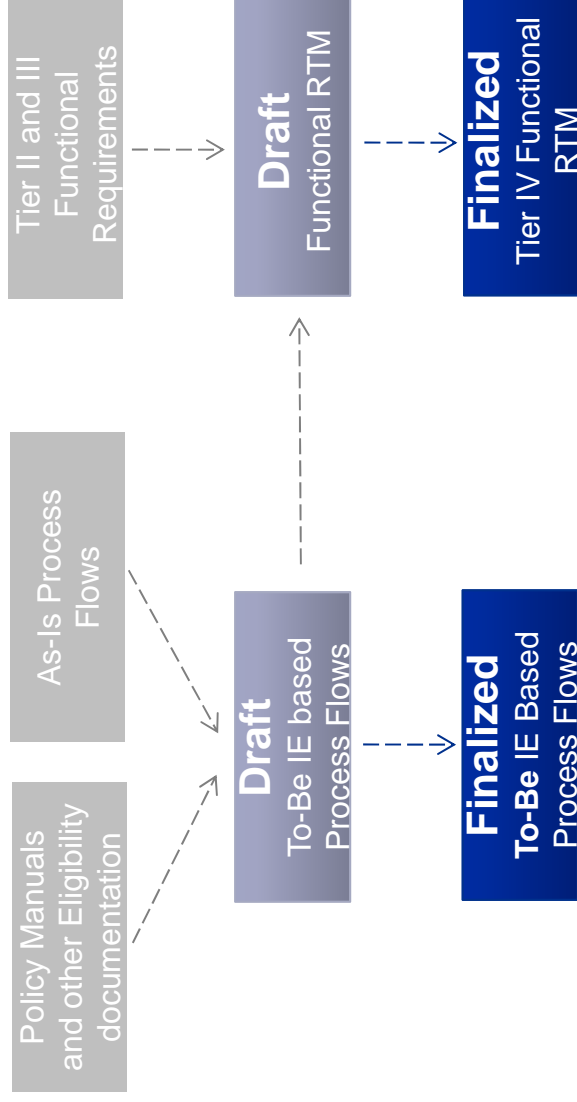 Policy Manuals
and other Eligibility
documentation
As-Is Process
Flows
Tier II and III
Functional
Requirements
Draft
To-Be IE based
Process Flows
Draft
Functional RTM
Finalized
To-Be IE Based
Process Flows
Finalized
Tier IV Functional
RTM